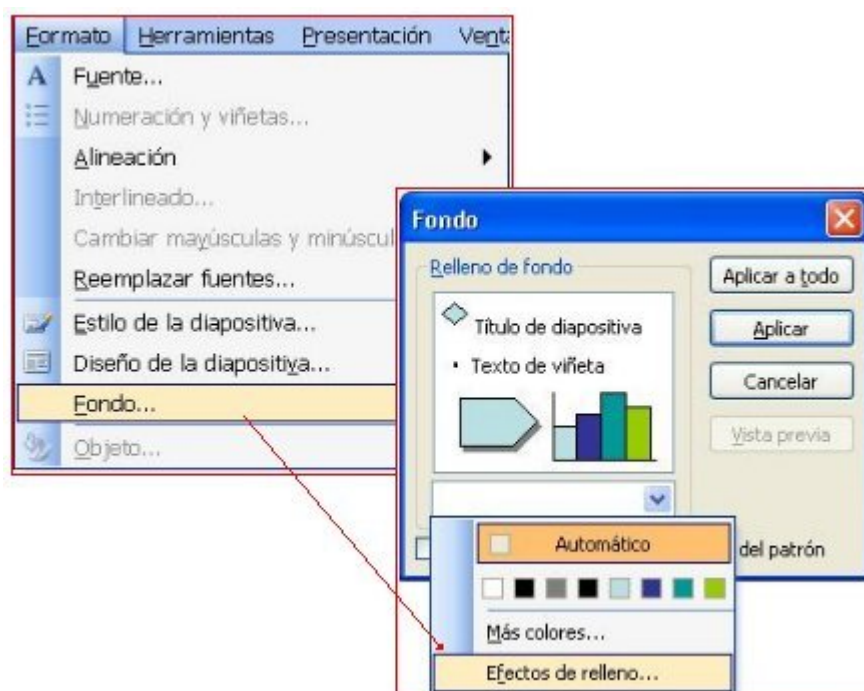 Formato Herramientas Presentación Vent
A Fuente...
Numeración y viñetas...
Alineación
Interlineado...
Cambiar mayúsculas y minúscul
Reemplazar fuentes...
Estilo de la diapositiva...
Diseño de la diapositiva...
Fondo...
Objeto...
Fondo
Relleno de fondo
Título de diapositiva
• Texto de viñeta
Aplicar a todo
Aplicar
Cancelar
Vista previa
del patrón
Automático
Más colores...
Efectos de relleno...